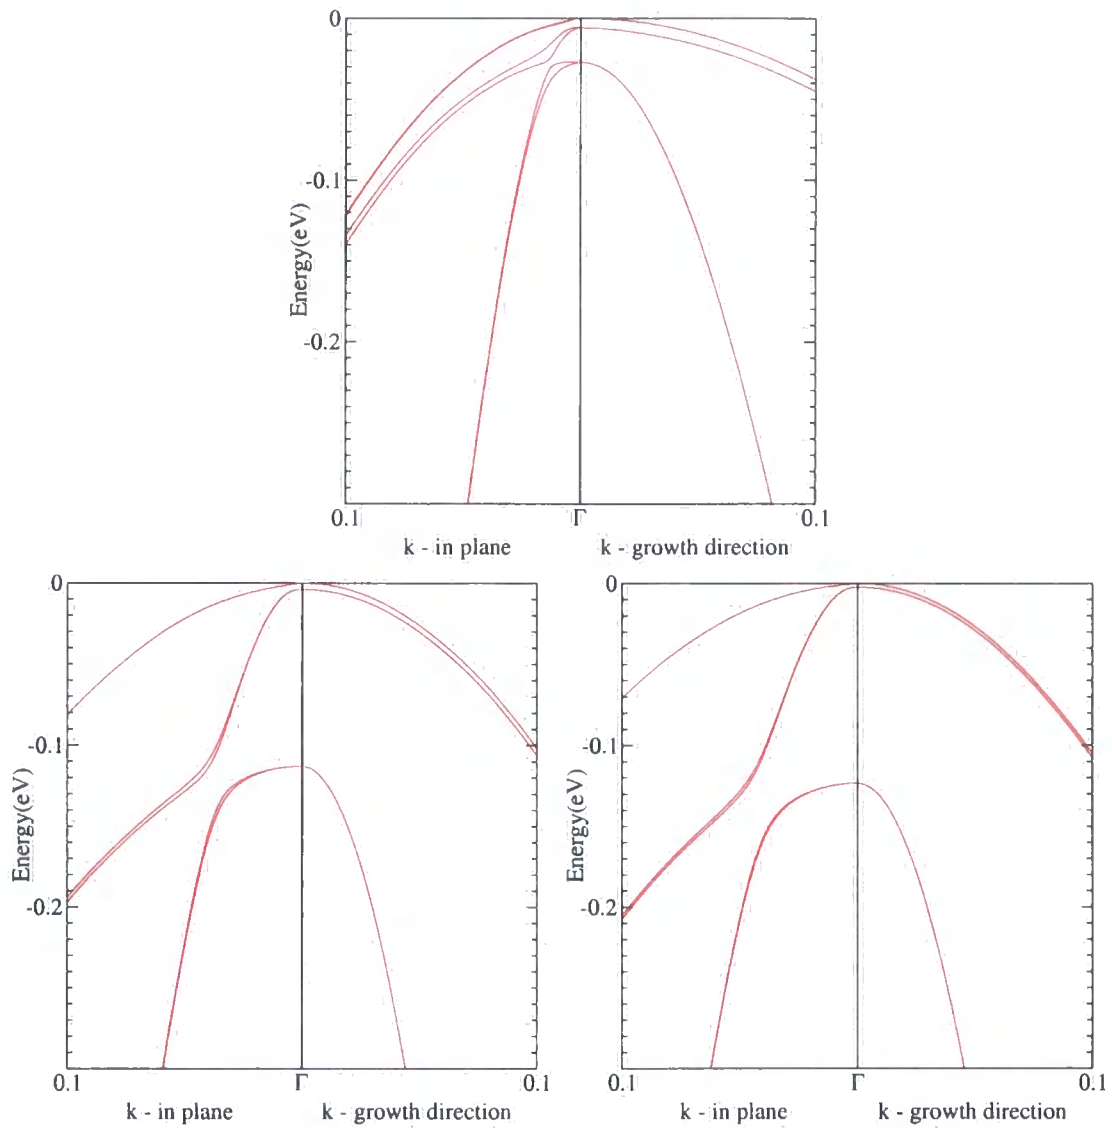 0
-0.1
-0.2
Energy(eV)
0.1
Γ
0.1
k - in plane
k - growth direction
0
-0.1
-0.2
Energy(eV)
0.1
Γ
0.1
k - in plane
k - growth direction
0
-0.1
-0.2
Energy(eV)
0.1
Γ
0.1
k - in plane
k - growth direction